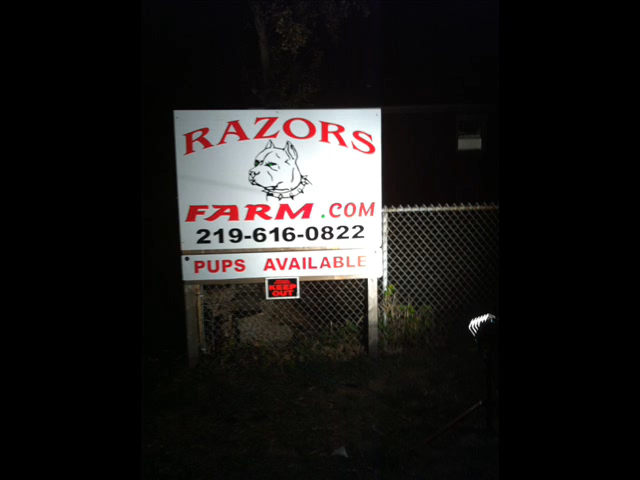 RAZORS
FARM.COM
219-616-0822
PUPS AVAILABLE
KEEP
OUT